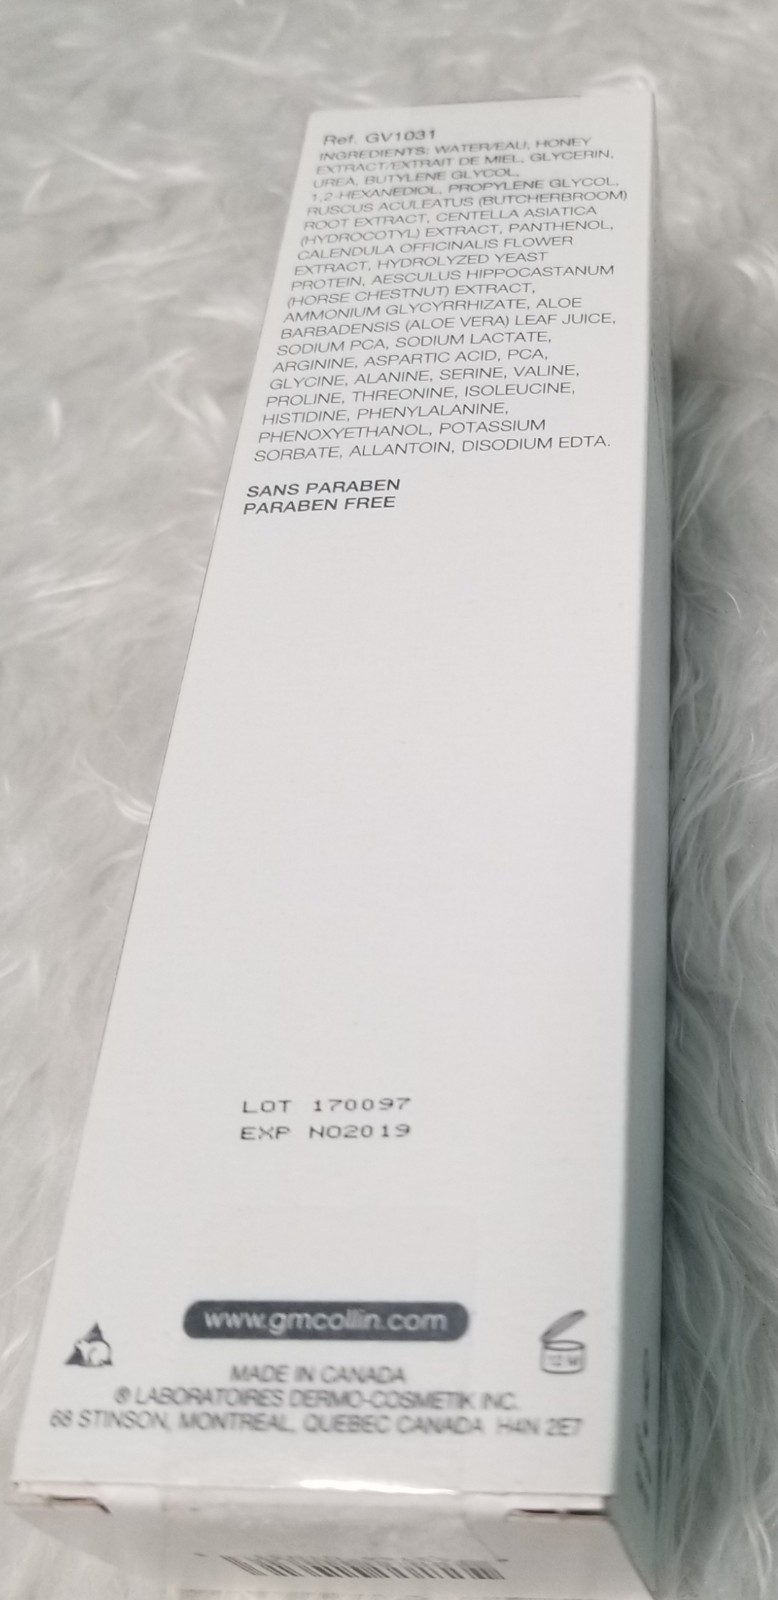 Ref. GV1031
INGREDIENTS: WATER/EAU, HONEY
EXTRACT/EXTRAIT DE MIEL, GLYCERIN,
UREA, BUTYLENE GLYCOL,
1,2-HEXANEDIOL, PROPYLENE GLYCOL,
RUSCUS ACULEATUS (BUTCHERBROOM)
ROOT EXTRACT, CENTELLA ASIATICA
(HYDROCOTYL) EXTRACT, PANTHENOL,
CALENDULA OFFICINALIS FLOWER
EXTRACT, HYDROLYZED YEAST
PROTEIN, AESCULUS HIPPOCASTANUM
(HORSE CHESTNUT) EXTRACT,
AMMONIUM GLYCYRRHIZATE, ALOE
BARBADENSIS (ALOE VERA) LEAF JUICE,
SODIUM PCA, SODIUM LACTATE,
ARGININE, ASPARTIC ACID, PCA,
GLYCINE, ALANINE, SERINE, VALINE,
PROLINE, THREONINE, ISOLEUCINE,
HISTIDINE, PHENYLALANINE,
PHENOXYETHANOL, POTASSIUM
SORBATE, ALLANTOIN, DISODIUM EDTA.
SANS PARABEN
PARABEN FREE
LOT 170097
EXP NO2019
www.gmcollin.com
12 M
MADE IN CANADA
® LABORATOIRES DERMO-COSMETIK INC.
68 STINSON, MONTREAL, QUEBEC CANADA H4N 2E7